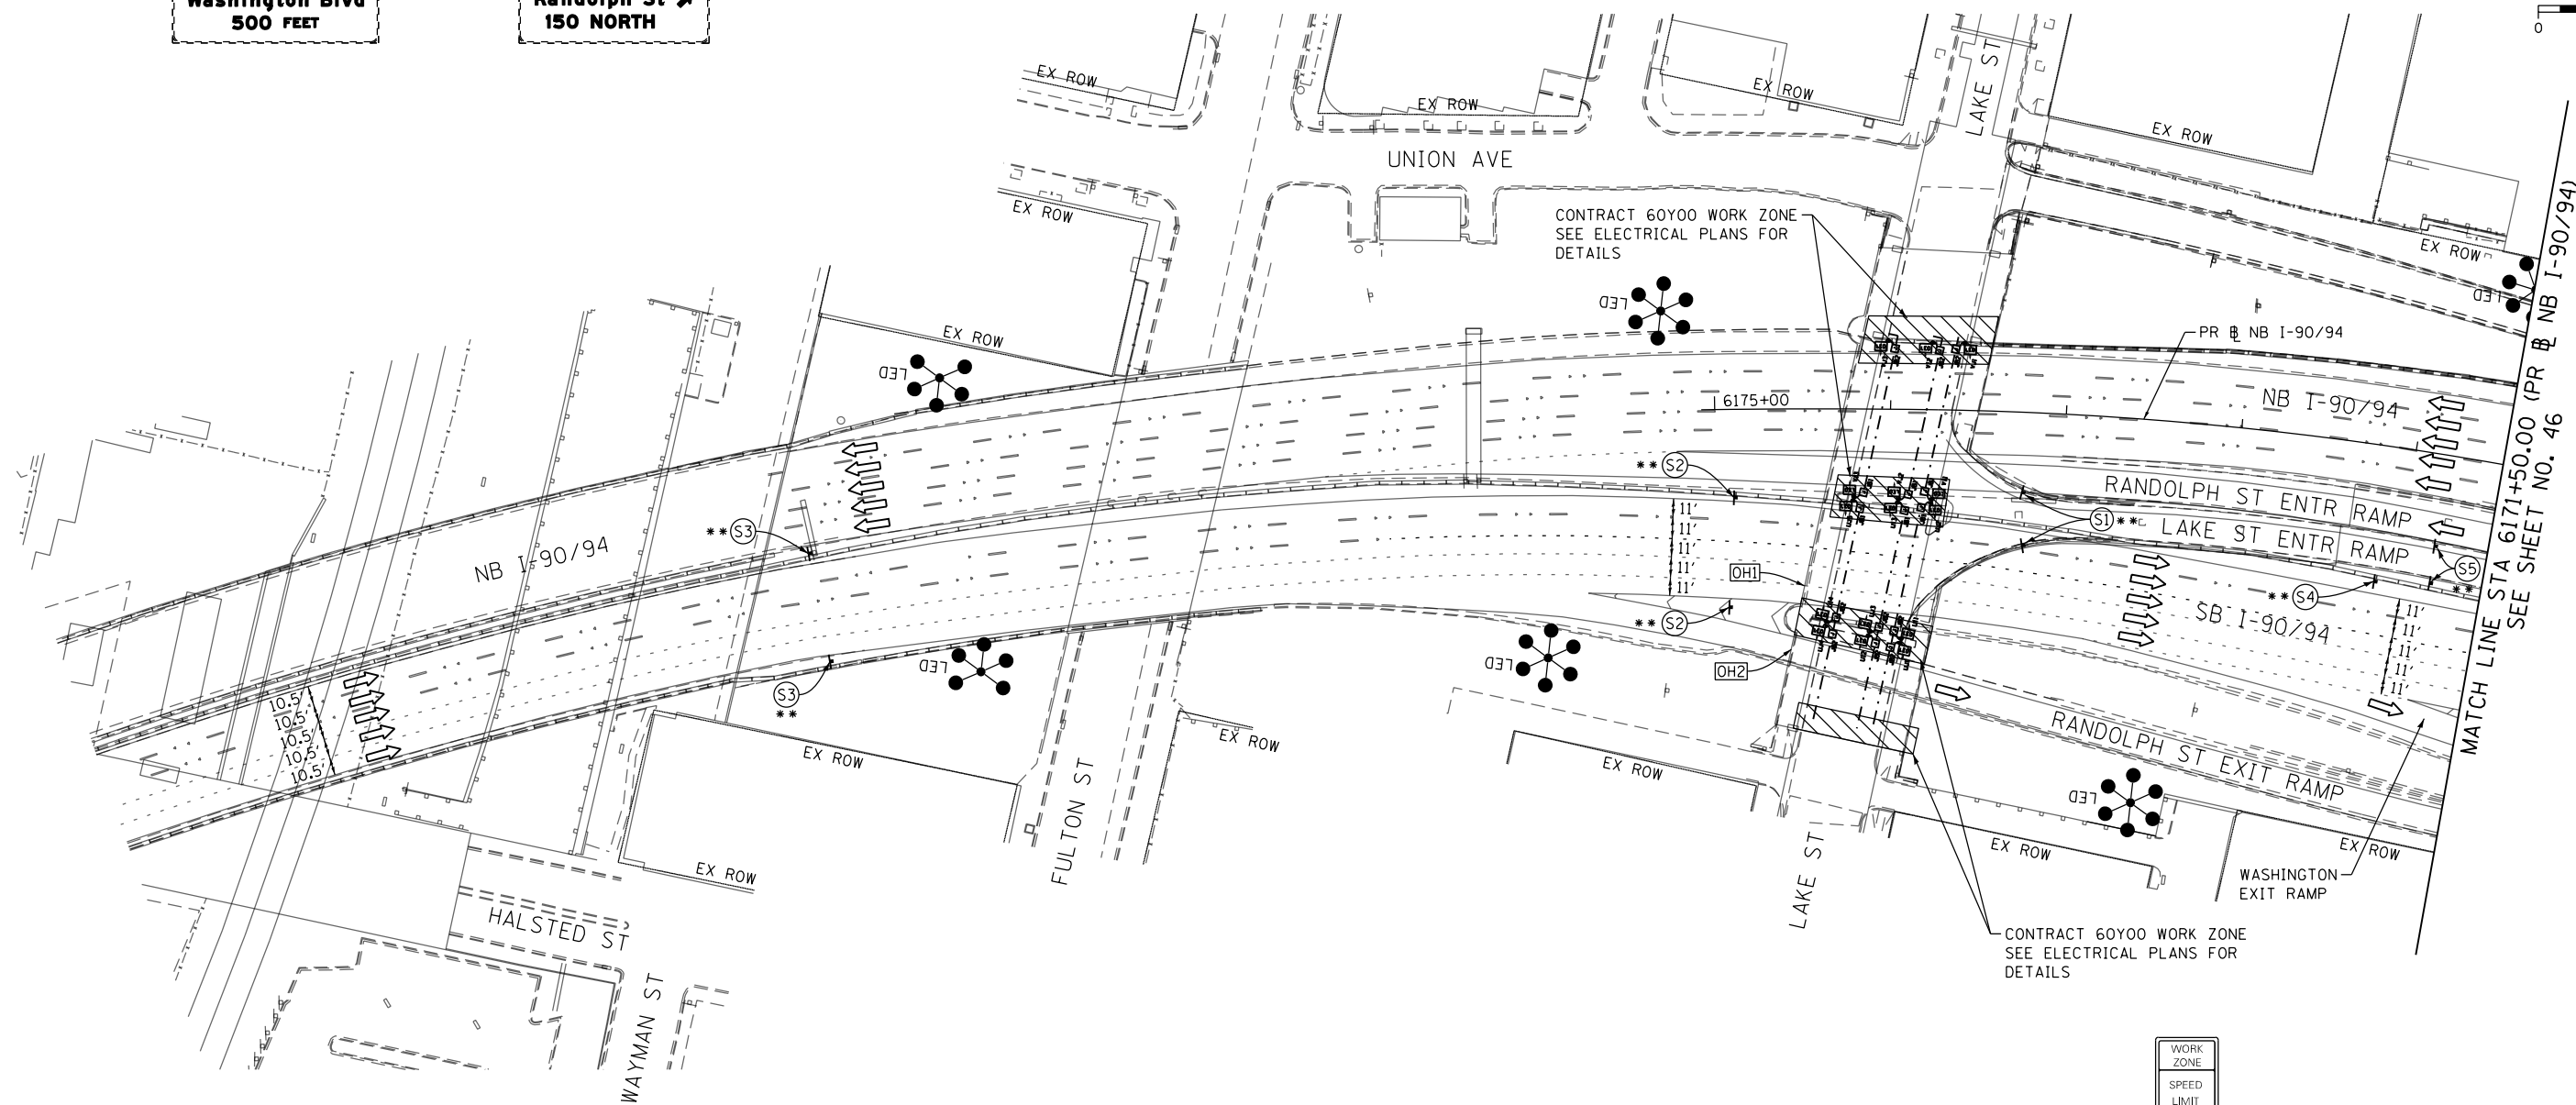 Washington Blvd
500 FEET
Randolph St
150 NORTH
0
EX ROW
EX ROW
EX ROW
LAKE ST
EX ROW
UNION AVE
EX ROW
CONTRACT 60Y00 WORK ZONE
SEE ELECTRICAL PLANS FOR
DETAILS
EX ROW
LED
LED
EX ROW
LED
PR B NB I-90/94
6175+00
NB I-90/94
** S2
RANDOLPH ST ENTR RAMP
S1 **
LAKE ST ENTR RAMP
** S3
NB I-90/94
11'
11'
11'
11'
11'
OH1
S5
**
** S4
** S2
SB I-90/94
11'
11'
11'
11'
11'
OH2
LED
LED
S3
**
10.5'
10.5'
10.5'
10.5'
10.5'
EX ROW
EX ROW
EX ROW
RANDOLPH ST EXIT RAMP
LED
MATCH LINE STA 6171+50.00 (PR B NB I-90/94)
SEE SHEET NO. 46
FULTON ST
LAKE ST
EX ROW
EX ROW
EX ROW
WASHINGTON
EXIT RAMP
HALSTED ST
CONTRACT 60Y00 WORK ZONE
SEE ELECTRICAL PLANS FOR
DETAILS
WAYMAN ST
WORK
ZONE
SPEED
LIMIT